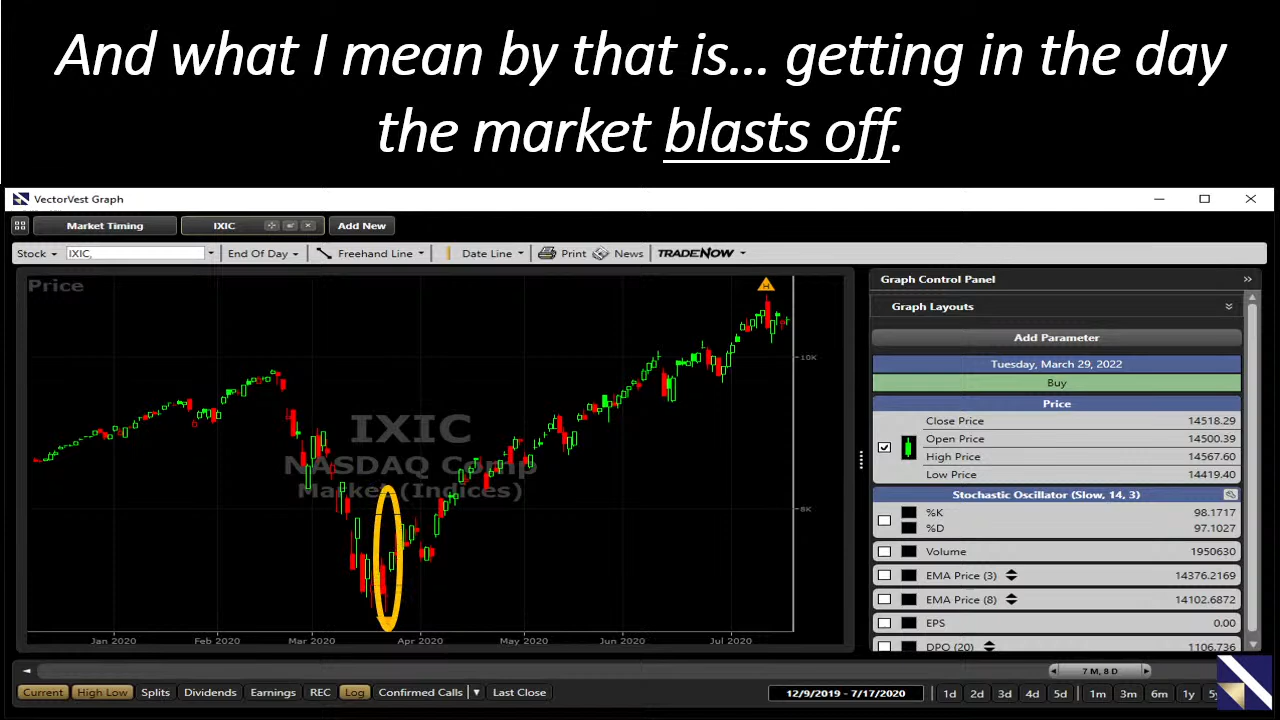 And what I mean by that is... getting in the day
the market blasts off.
VectorVest Graph
Market Timing IXIC Add New
Stock IXIC, End Of Day Freehand Line Date Line Print News TRADENOW
Price
H
10K
IXIC
NASDAQ Comp
Market (Indices)
8K
Jan 2020 Feb 2020 Mar 2020 Apr 2020 May 2020 Jun 2020 Jul 2020
Graph Control Panel
Graph Layouts
Add Parameter
Tuesday, March 29, 2022
Buy
Price
Close Price 14518.29
Open Price 14500.39
High Price 14567.60
Low Price 14419.40
Stochastic Oscillator (Slow, 14, 3)
%K 98.1717
%D 97.1027
Volume 1950630
EMA Price (3) 14376.2169
EMA Price (8) 14102.6872
EPS 0.00
DPO (20) 1106.736
7 M, 8 D
Current High Low Splits Dividends Earnings REC Log Confirmed Calls Last Close 12/9/2019 - 7/17/2020 1d 2d 3d 4d 5d 1m 3m 6m 1y